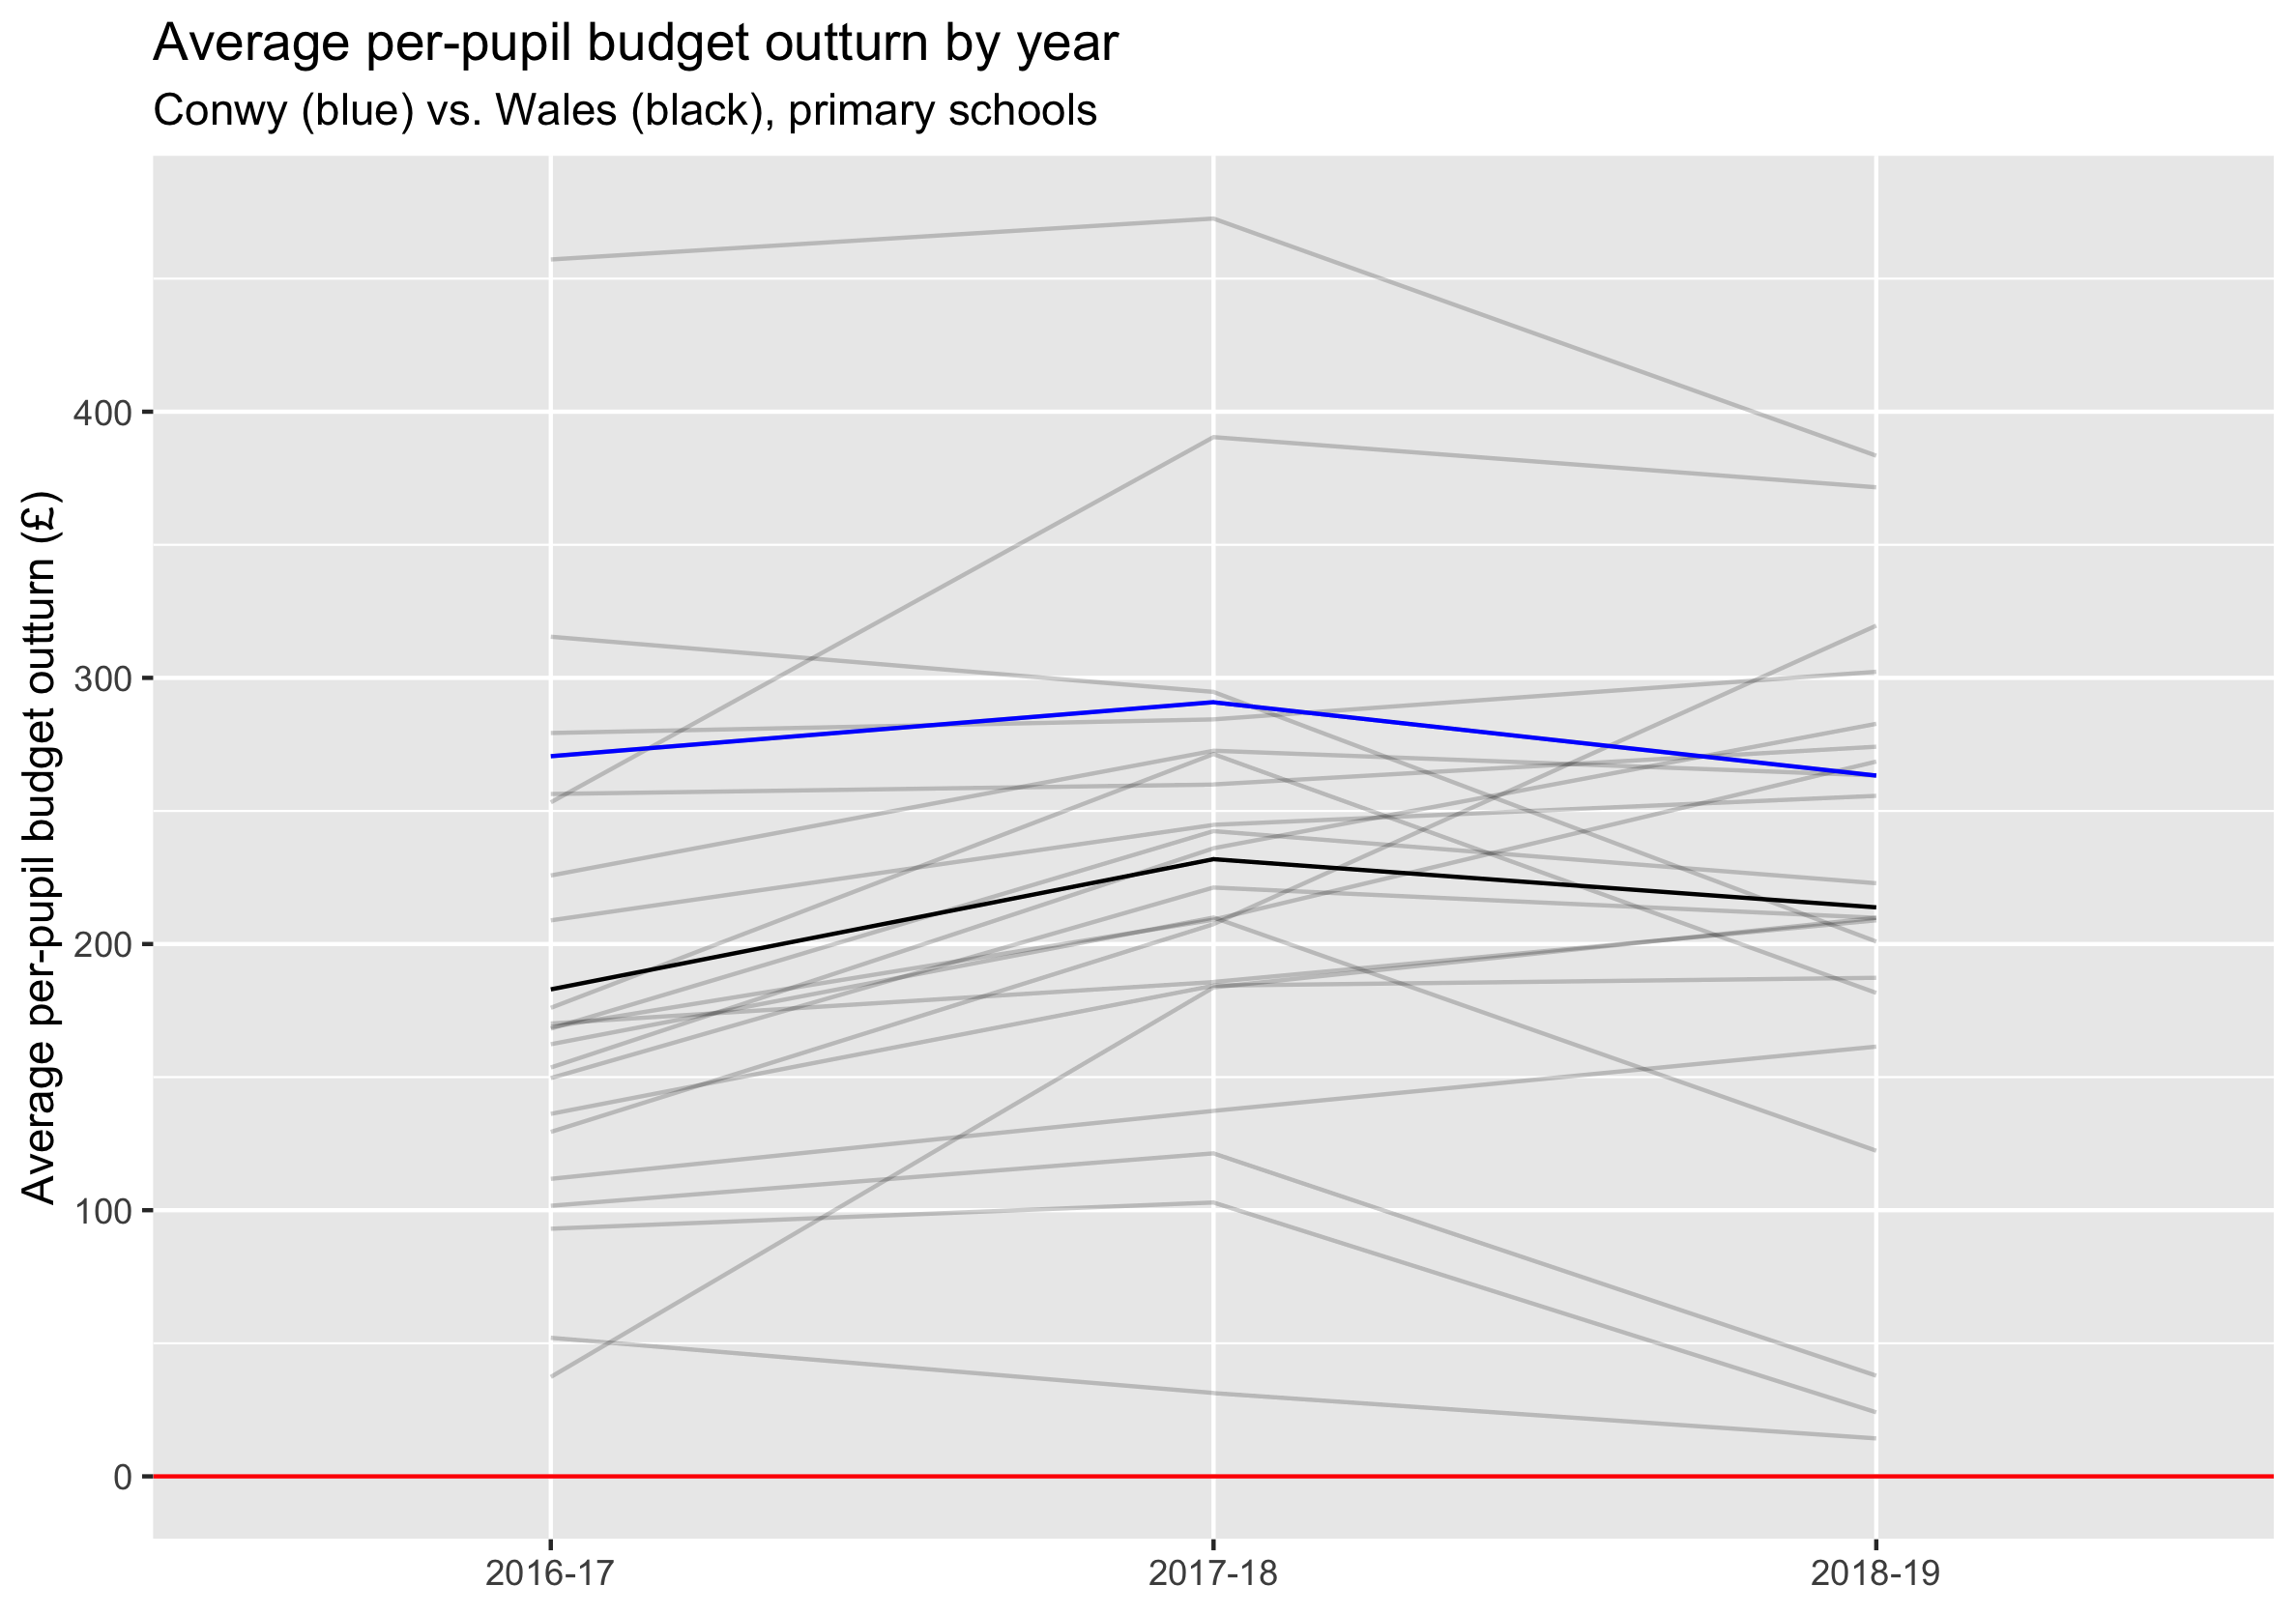 Average per-pupil budget outturn by year
Conwy (blue) vs. Wales (black), primary schools
Average per-pupil budget outturn (£)
400
300
200
100
0
2016-17
2017-18
2018-19